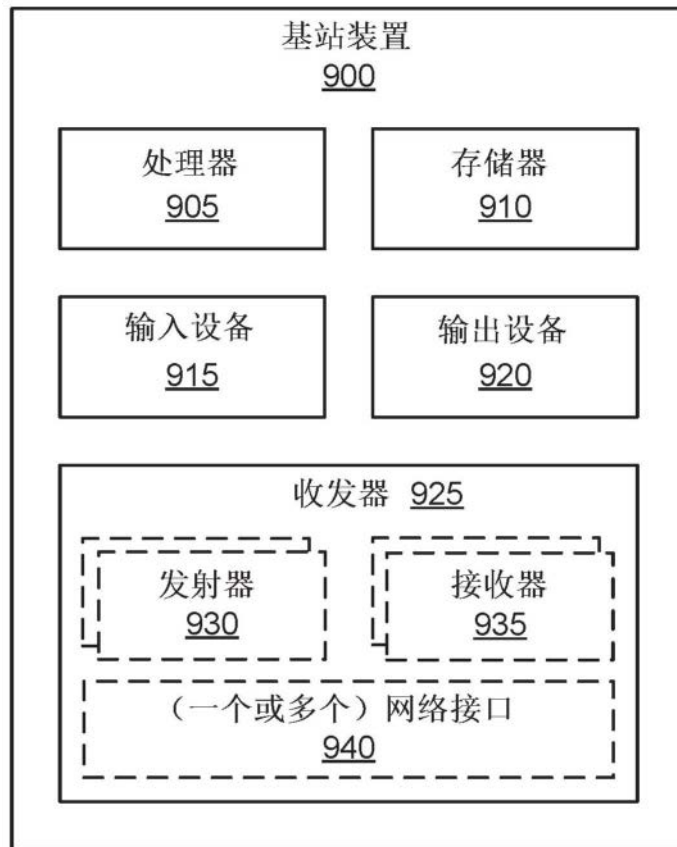 基站装置
900
处理器
905
存储器
910
输入设备
915
输出设备
920
收发器 925
发射器
930
接收器
935
（一个或多个）网络接口
940